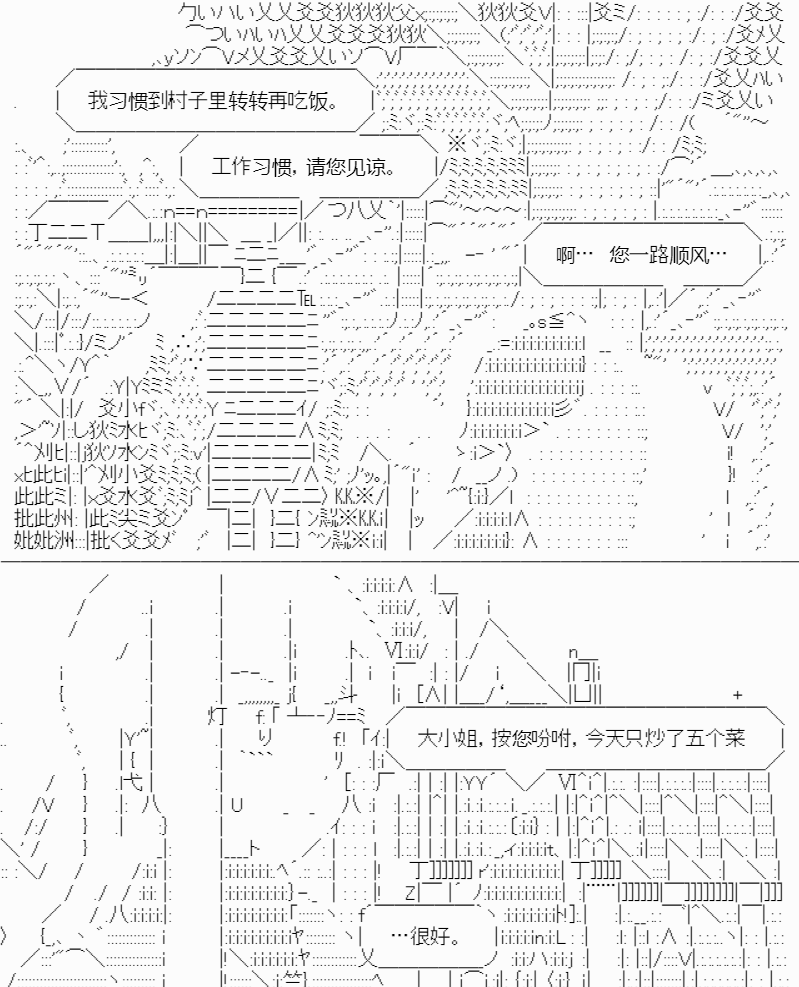 我习惯到村子里转转再吃饭。
工作习惯，请您见谅。
啊… 您一路顺风…
大小姐，按您吩咐，今天只炒了五个菜
…很好。